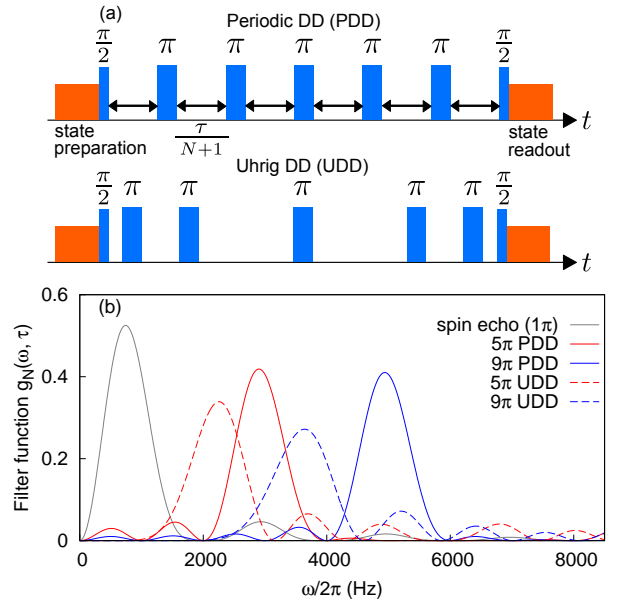 (a)
Periodic DD (PDD)
π/2 π π π π π π/2
τ/(N+1)
state preparation
state readout
t
Uhrig DD (UDD)
π/2 π π π π π π/2
t
(b)
0.6
0.4
0.2
0
Filter function g_N(ω, τ)
spin echo (1π)
5π PDD
9π PDD
5π UDD
9π UDD
0 2000 4000 6000 8000
ω/2π (Hz)